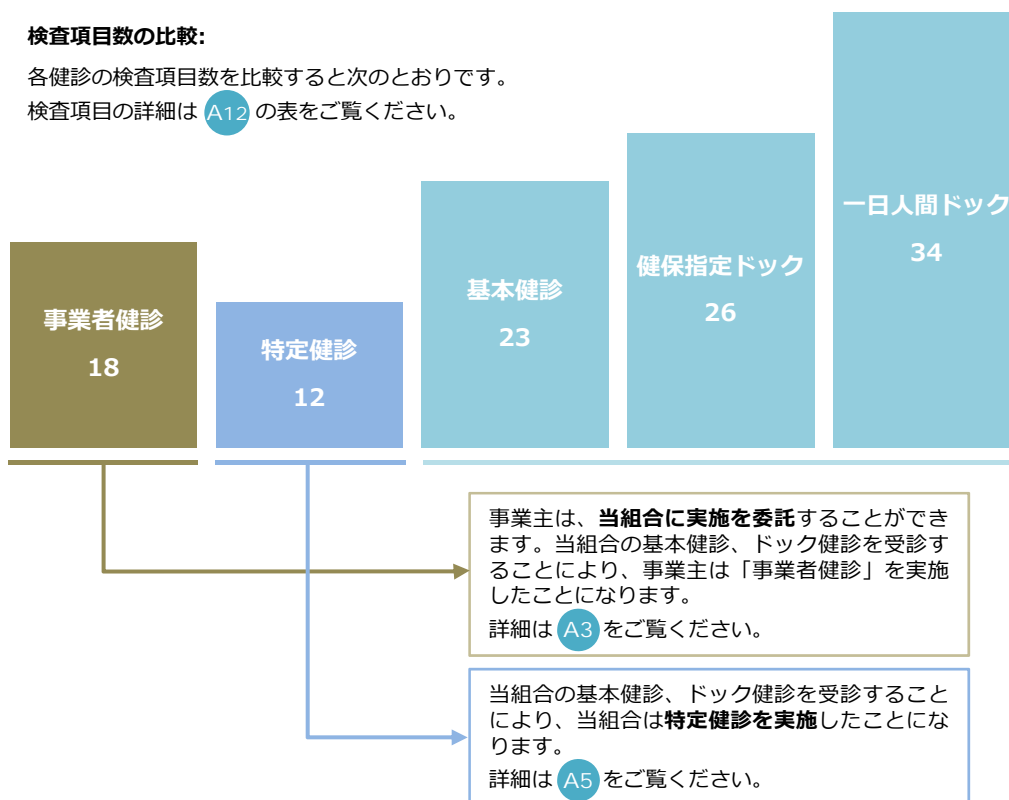 検査項目数の比較:
各健診の検査項目数を比較すると次のとおりです。
検査項目の詳細は A12 の表をご覧ください。
事業者健診
18
特定健診
12
基本健診
23
健保指定ドック
26
一日人間ドック
34
事業主は、当組合に実施を委託することができ
ます。当組合の基本健診、ドック健診を受診す
ることにより、事業主は「事業者健診」を実施
したことになります。
詳細は A3 をご覧ください。
当組合の基本健診、ドック健診を受診すること
により、当組合は特定健診を実施したことにな
ります。
詳細は A5 をご覧ください。